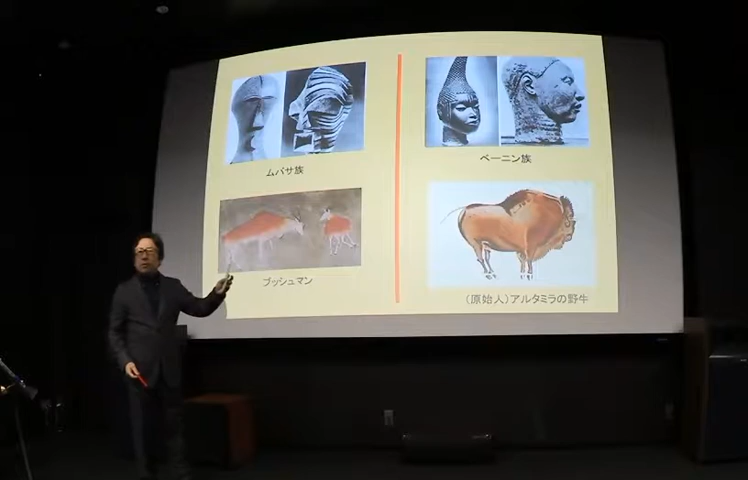 ムバサ族
ベーニン族
ブッシュマン
(原始人)アルタミラの野牛